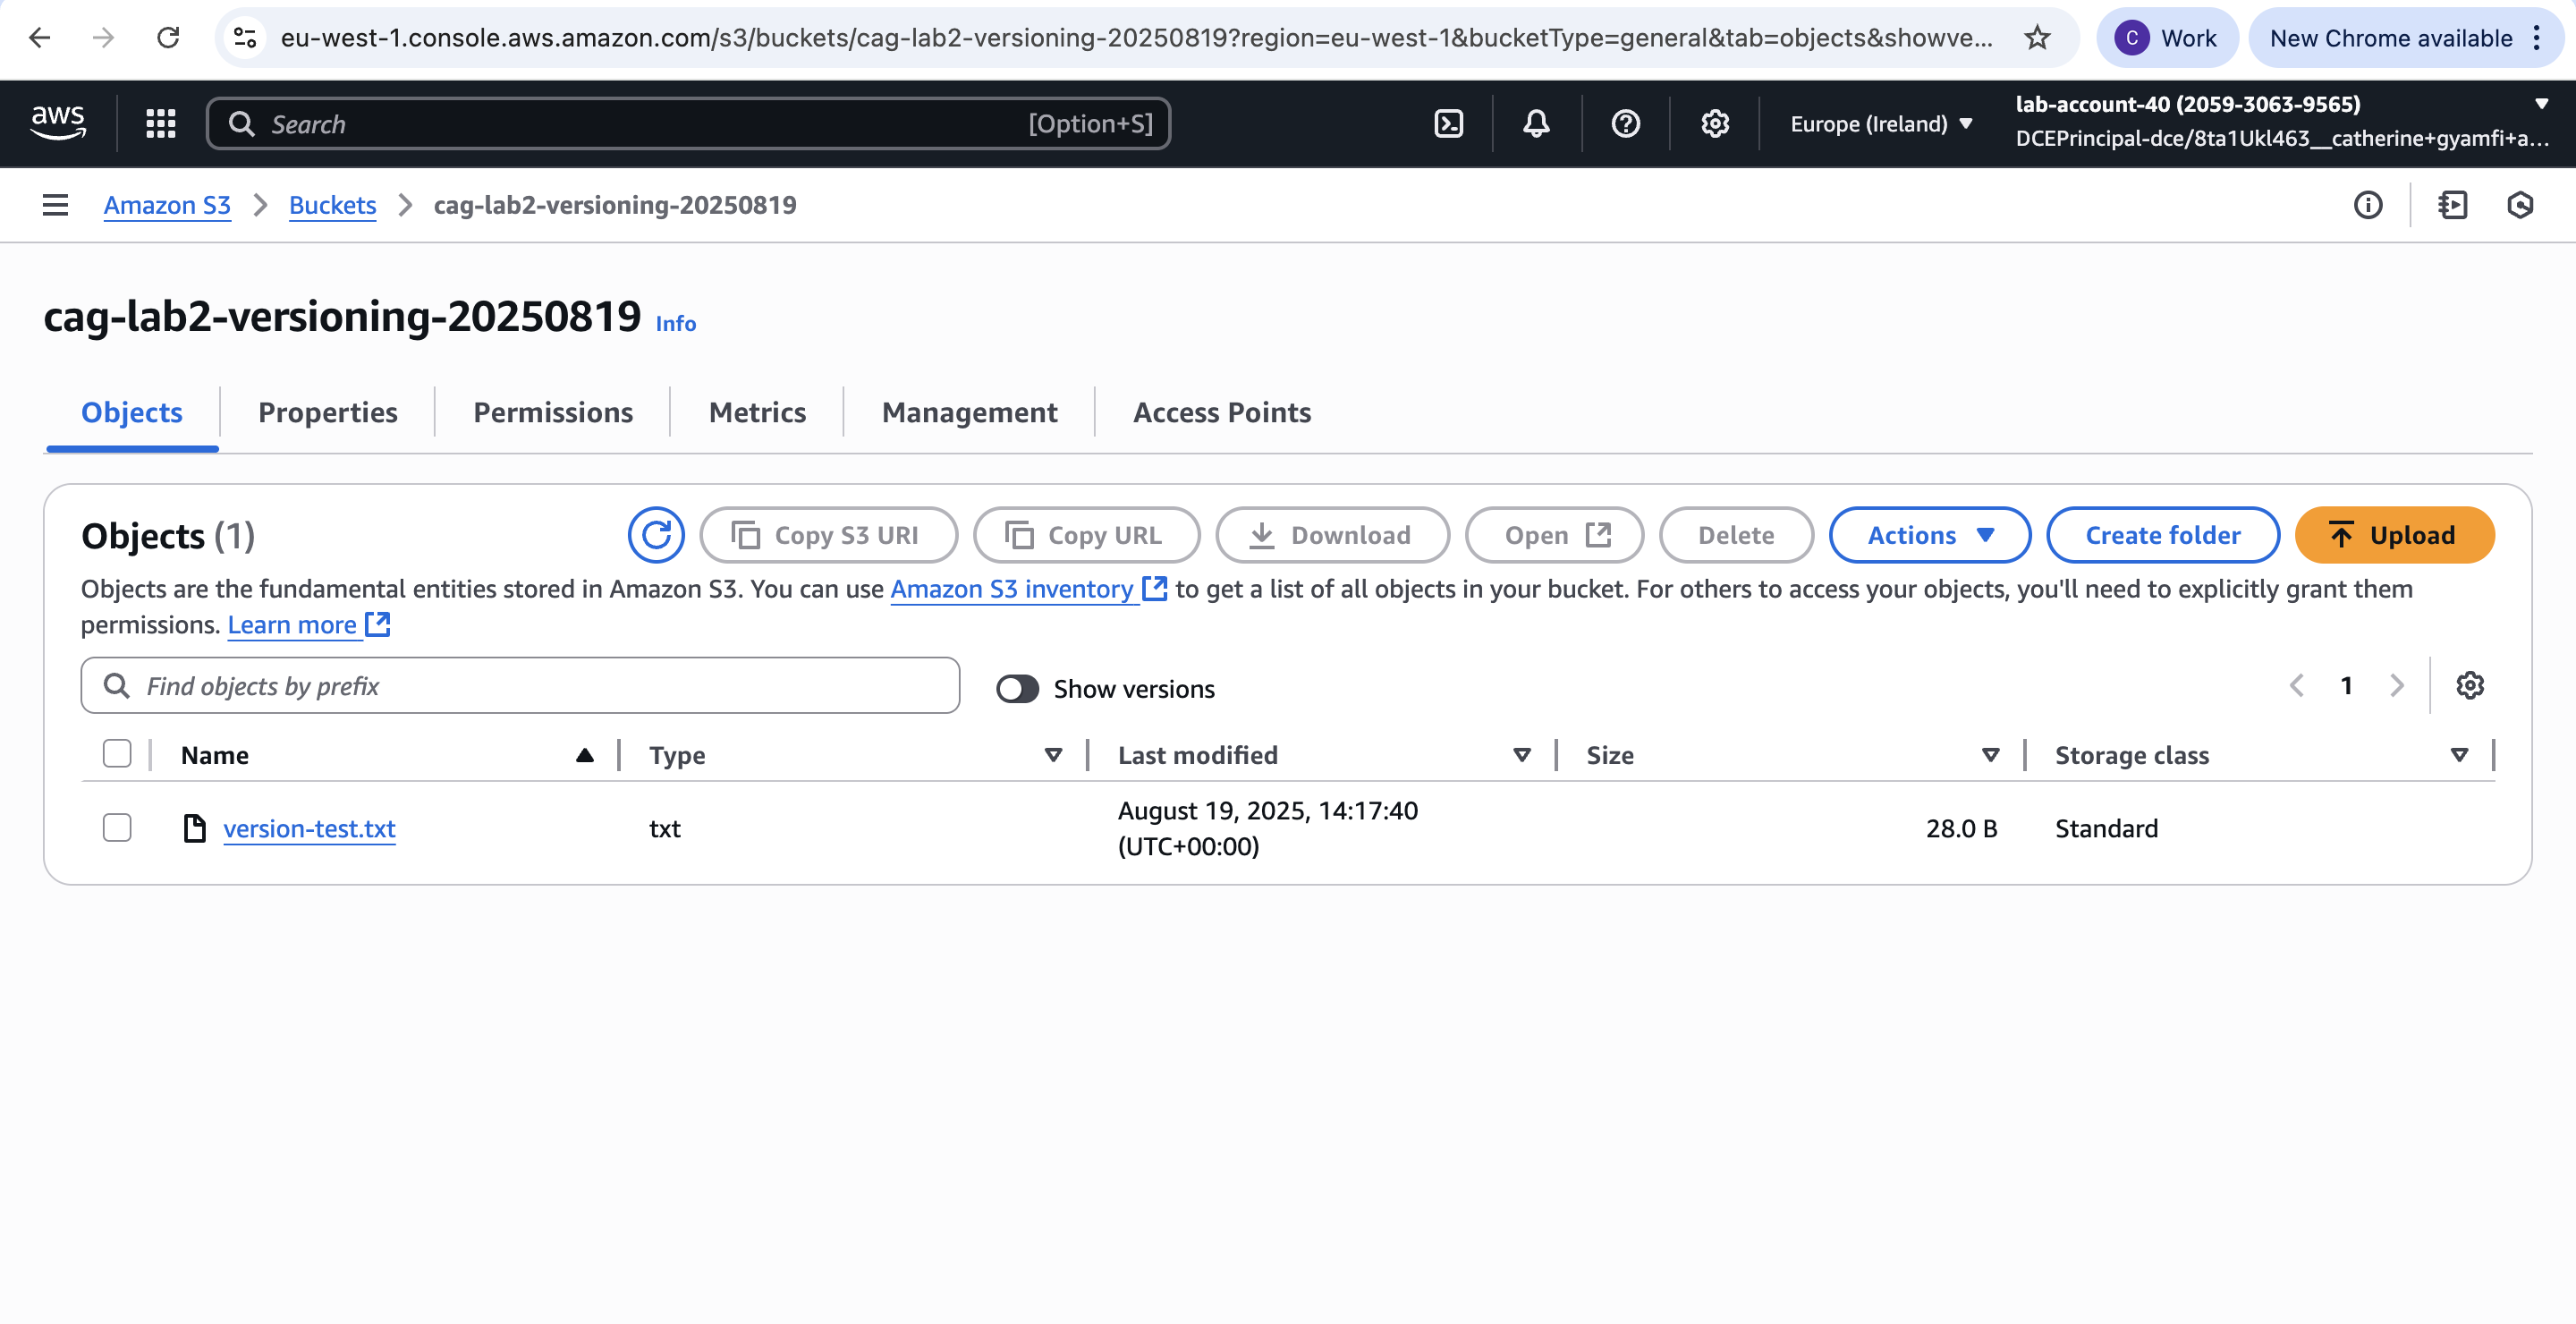 eu-west-1.console.aws.amazon.com/s3/buckets/cag-lab2-versioning-20250819?region=eu-west-1&bucketType=general&tab=objects&showve...
C Work
New Chrome available
aws
Search [Option+S]
Europe (Ireland)
lab-account-40 (2059-3063-9565)
DCEPrincipal-dce/8ta1Ukl463__catherine+gyamfi+a...
Amazon S3 > Buckets > cag-lab2-versioning-20250819
cag-lab2-versioning-20250819 Info
Objects Properties Permissions Metrics Management Access Points
Objects (1) Copy S3 URI Copy URL Download Open Delete Actions Create folder Upload
Objects are the fundamental entities stored in Amazon S3. You can use Amazon S3 inventory to get a list of all objects in your bucket. For others to access your objects, you'll need to explicitly grant them
permissions. Learn more
Find objects by prefix Show versions 1
Name Type Last modified Size Storage class
version-test.txt txt August 19, 2025, 14:17:40 (UTC+00:00) 28.0 B Standard